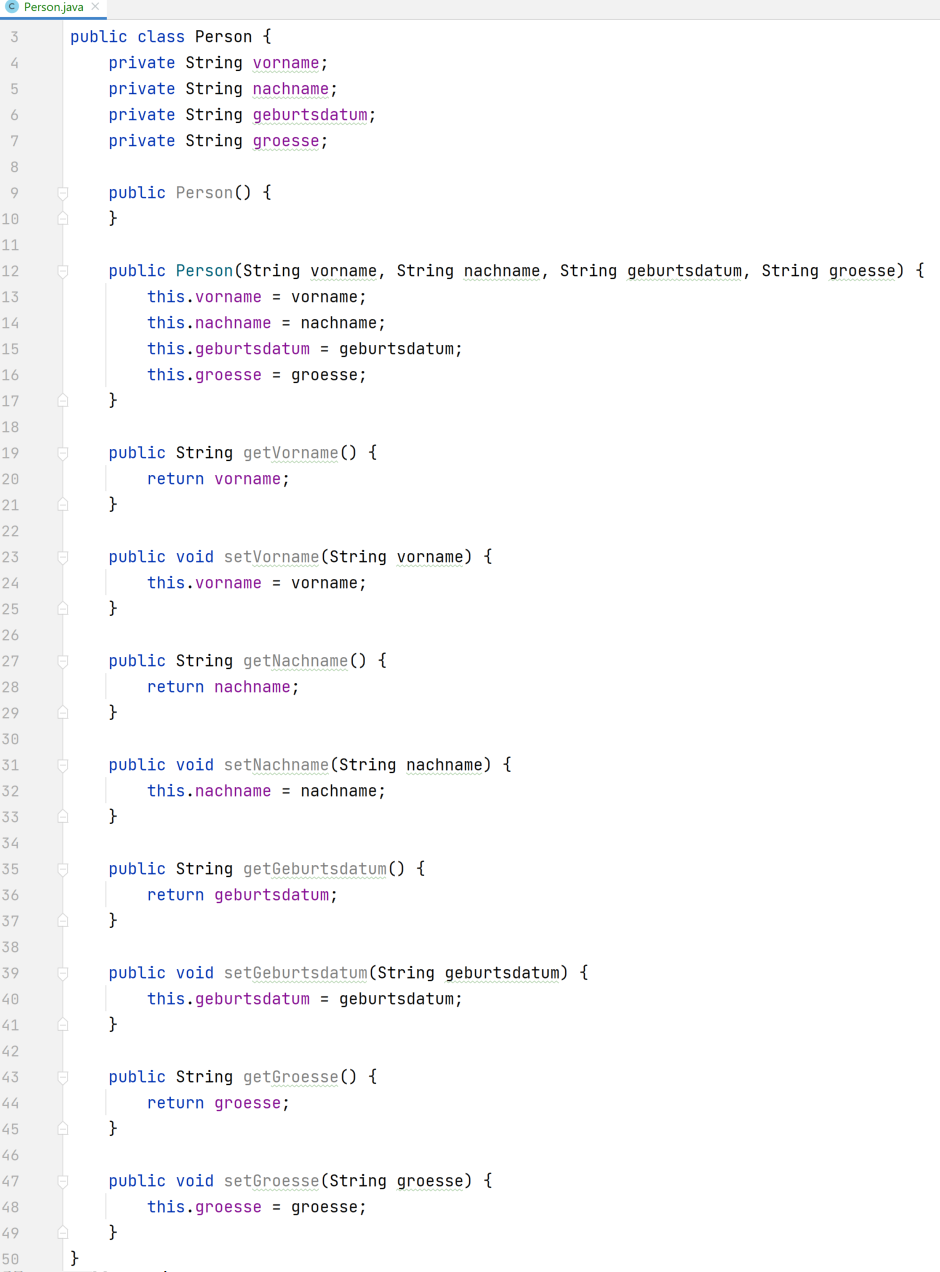 Person.java
3 public class Person {
4 private String vorname;
5 private String nachname;
6 private String geburtsdatum;
7 private String groesse;
8
9 public Person() {
10 }
11
12 public Person(String vorname, String nachname, String geburtsdatum, String groesse) {
13 this.vorname = vorname;
14 this.nachname = nachname;
15 this.geburtsdatum = geburtsdatum;
16 this.groesse = groesse;
17 }
18
19 public String getVorname() {
20 return vorname;
21 }
22
23 public void setVorname(String vorname) {
24 this.vorname = vorname;
25 }
26
27 public String getNachname() {
28 return nachname;
29 }
30
31 public void setNachname(String nachname) {
32 this.nachname = nachname;
33 }
34
35 public String getGeburtsdatum() {
36 return geburtsdatum;
37 }
38
39 public void setGeburtsdatum(String geburtsdatum) {
40 this.geburtsdatum = geburtsdatum;
41 }
42
43 public String getGroesse() {
44 return groesse;
45 }
46
47 public void setGroesse(String groesse) {
48 this.groesse = groesse;
49 }
50 }